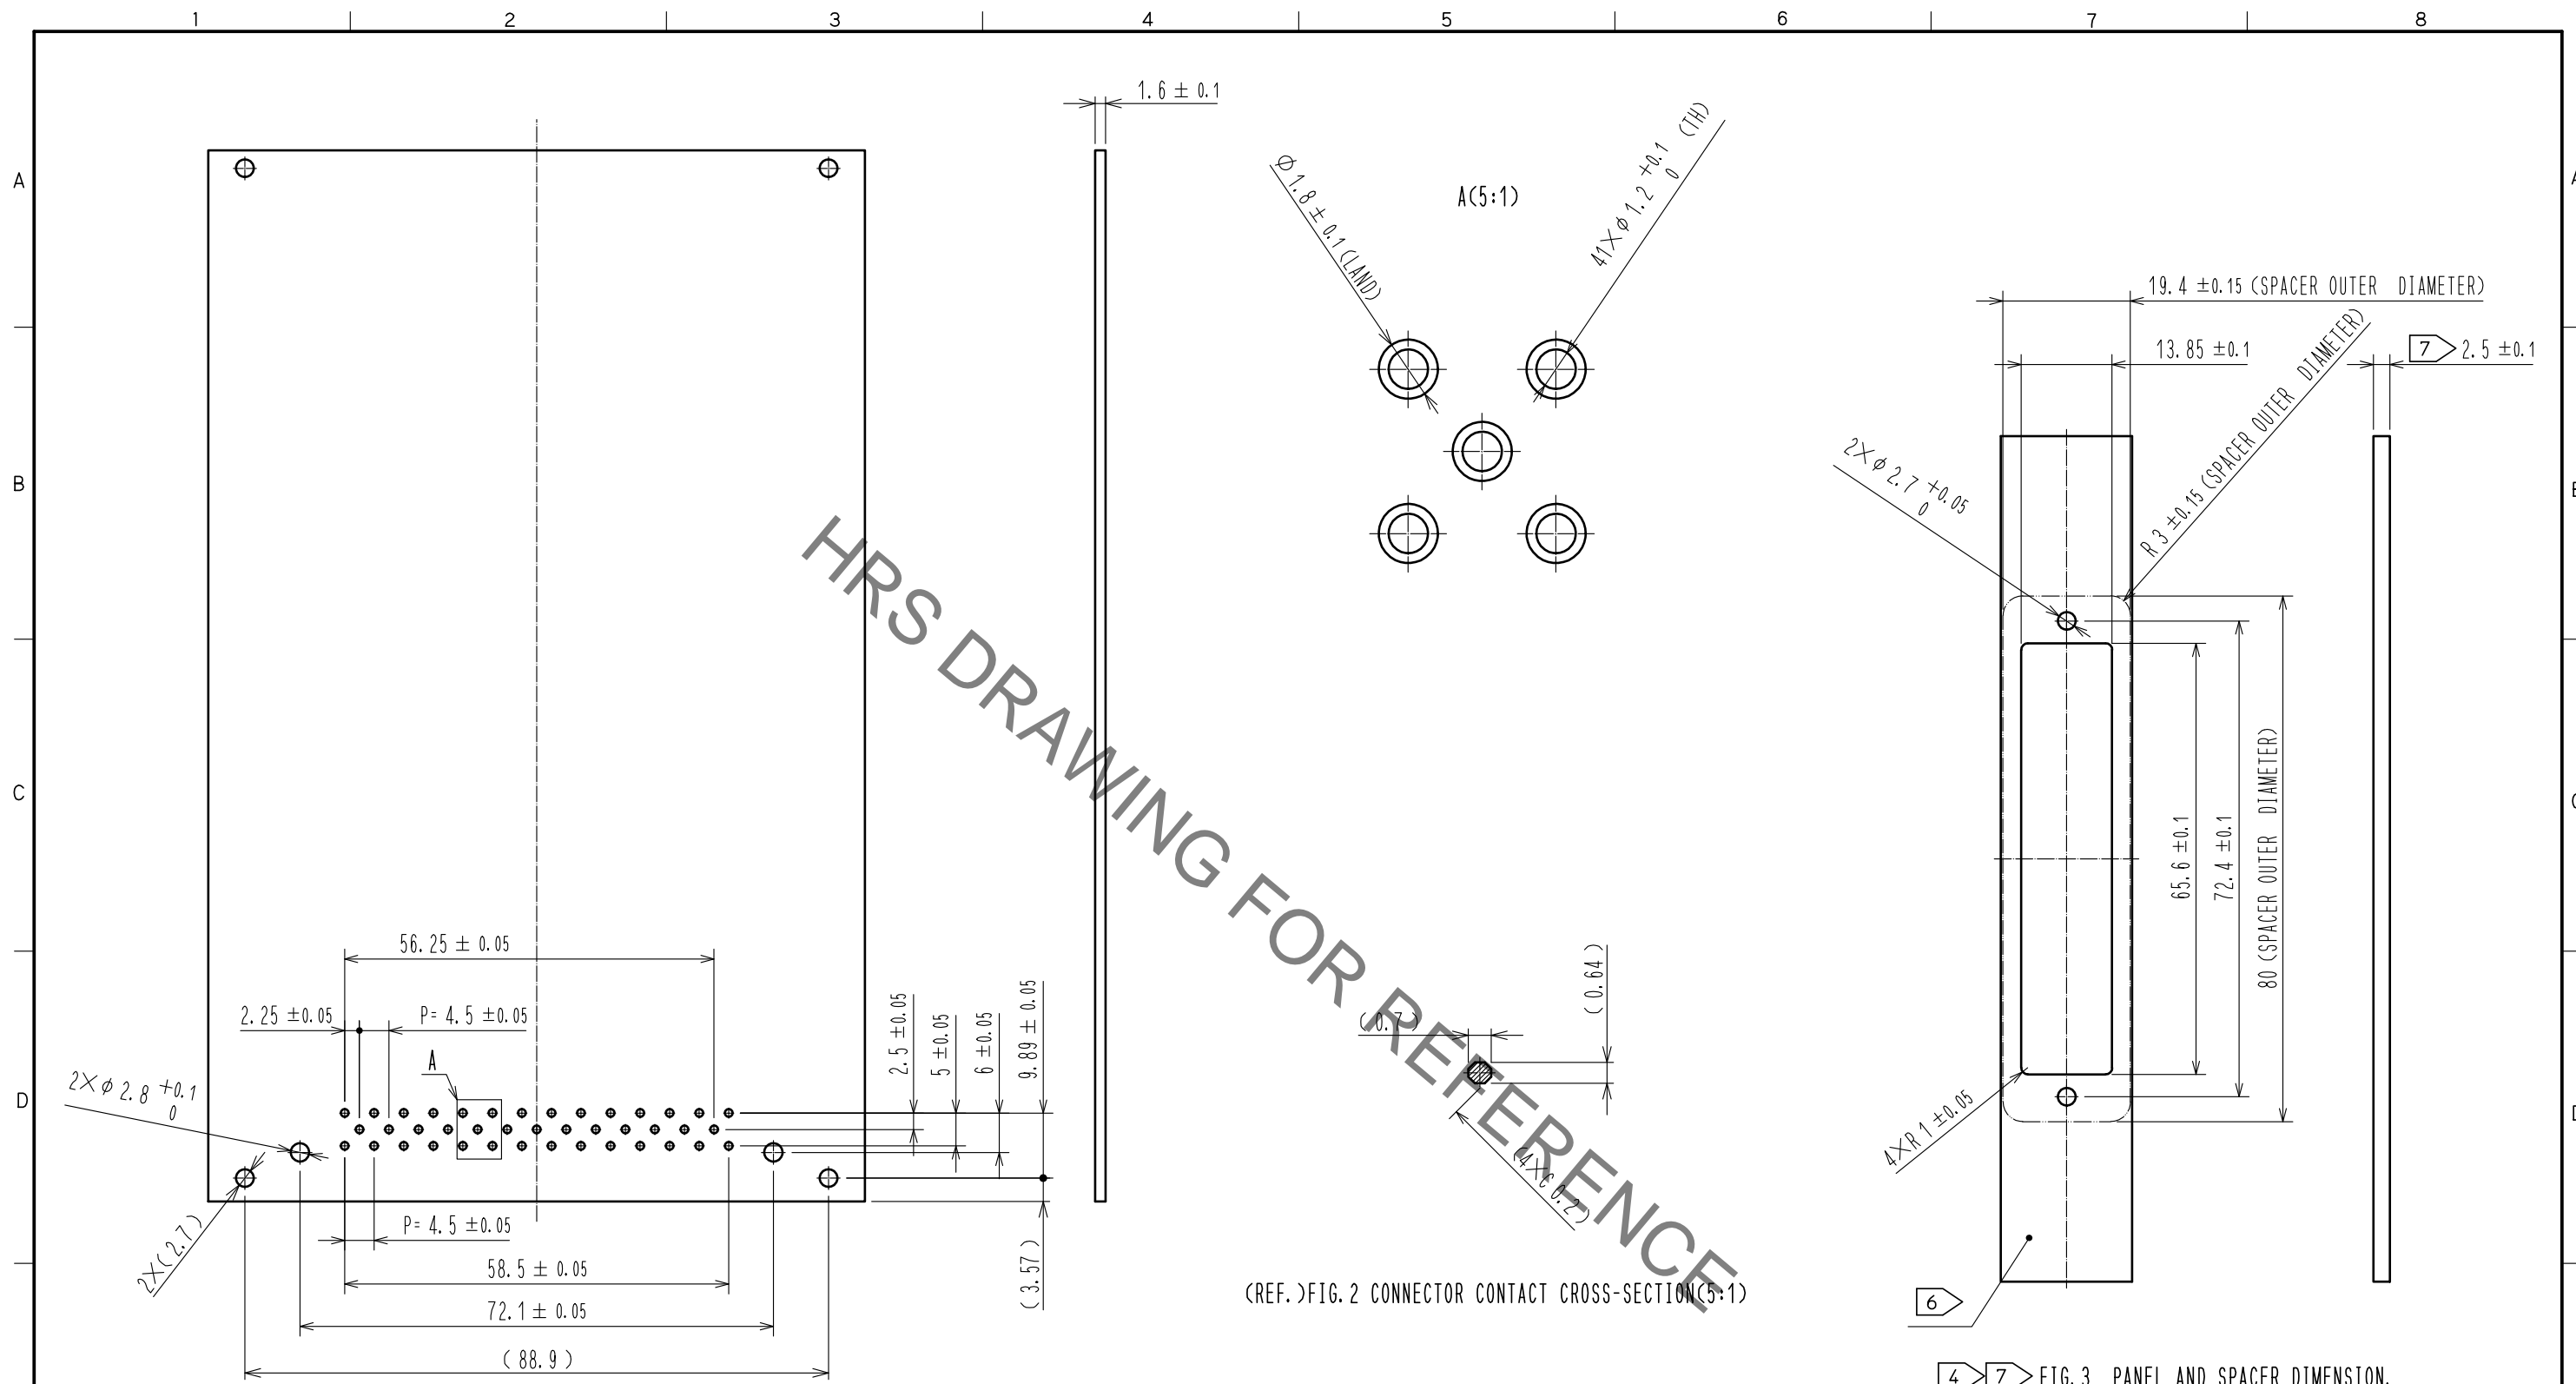 1 2 3 4 5 6 7 8
A
B
C
D
1.6 ± 0.1
A(5:1)
Ø1.8 ± 0.1(LAND)
41×φ1.2 +0.1 0 (TH)
19.4 ±0.15 (SPACER OUTER DIAMETER)
13.85 ±0.1
7 2.5 ±0.1
R3 ±0.15 (SPACER OUTER DIAMETER)
2×φ2.7 +0.05 0
65.6 ±0.1
72.4 ±0.1
80 (SPACER OUTER DIAMETER)
4×R1 ±0.05
6
HRS DRAWING FOR REFERENCE
56.25 ± 0.05
2.25 ±0.05
P= 4.5 ±0.05
A
2×φ2.8 +0.1 0
2.5 ±0.05
5 ±0.05
6 ±0.05
9.89 ± 0.05
2×(2.7)
P= 4.5 ±0.05
58.5 ± 0.05
72.1 ± 0.05
(88.9)
(3.57)
(0.7)
(0.64)
(4×C0.2)
(REF.)FIG.2 CONNECTOR CONTACT CROSS-SECTION(5:1)
4 7 FIG.3 PANEL AND SPACER DIMENSION.